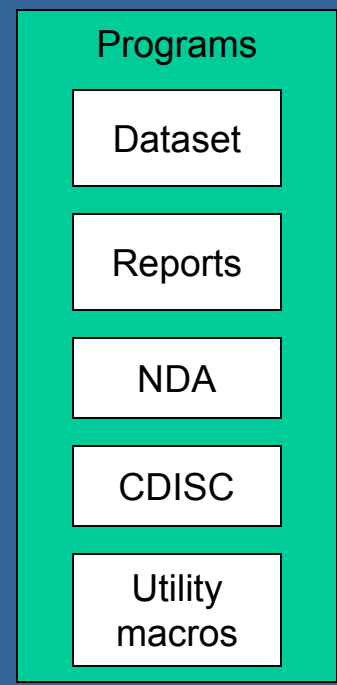 Programs
Dataset
Reports
NDA
CDISC
Utility
macros